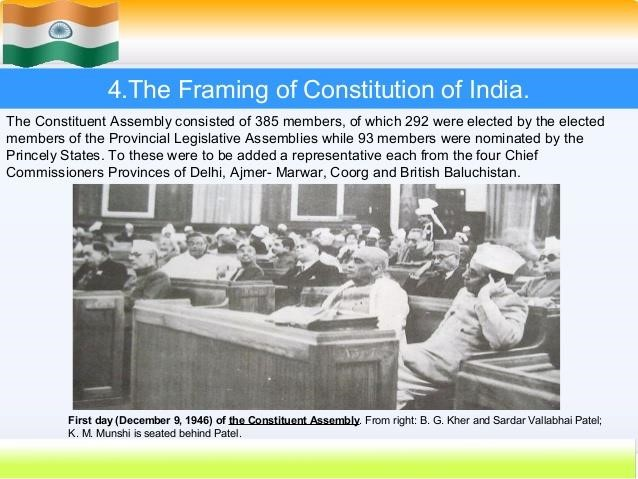 4.The Framing of Constitution of India.
The Constituent Assembly consisted of 385 members, of which 292 were elected by the elected
members of the Provincial Legislative Assemblies while 93 members were nominated by the
Princely States. To these were to be added a representative each from the four Chief
Commissioners Provinces of Delhi, Ajmer- Marwar, Coorg and British Baluchistan.
First day (December 9, 1946) of the Constituent Assembly. From right: B. G. Kher and Sardar Vallabhai Patel;
K. M. Munshi is seated behind Patel.